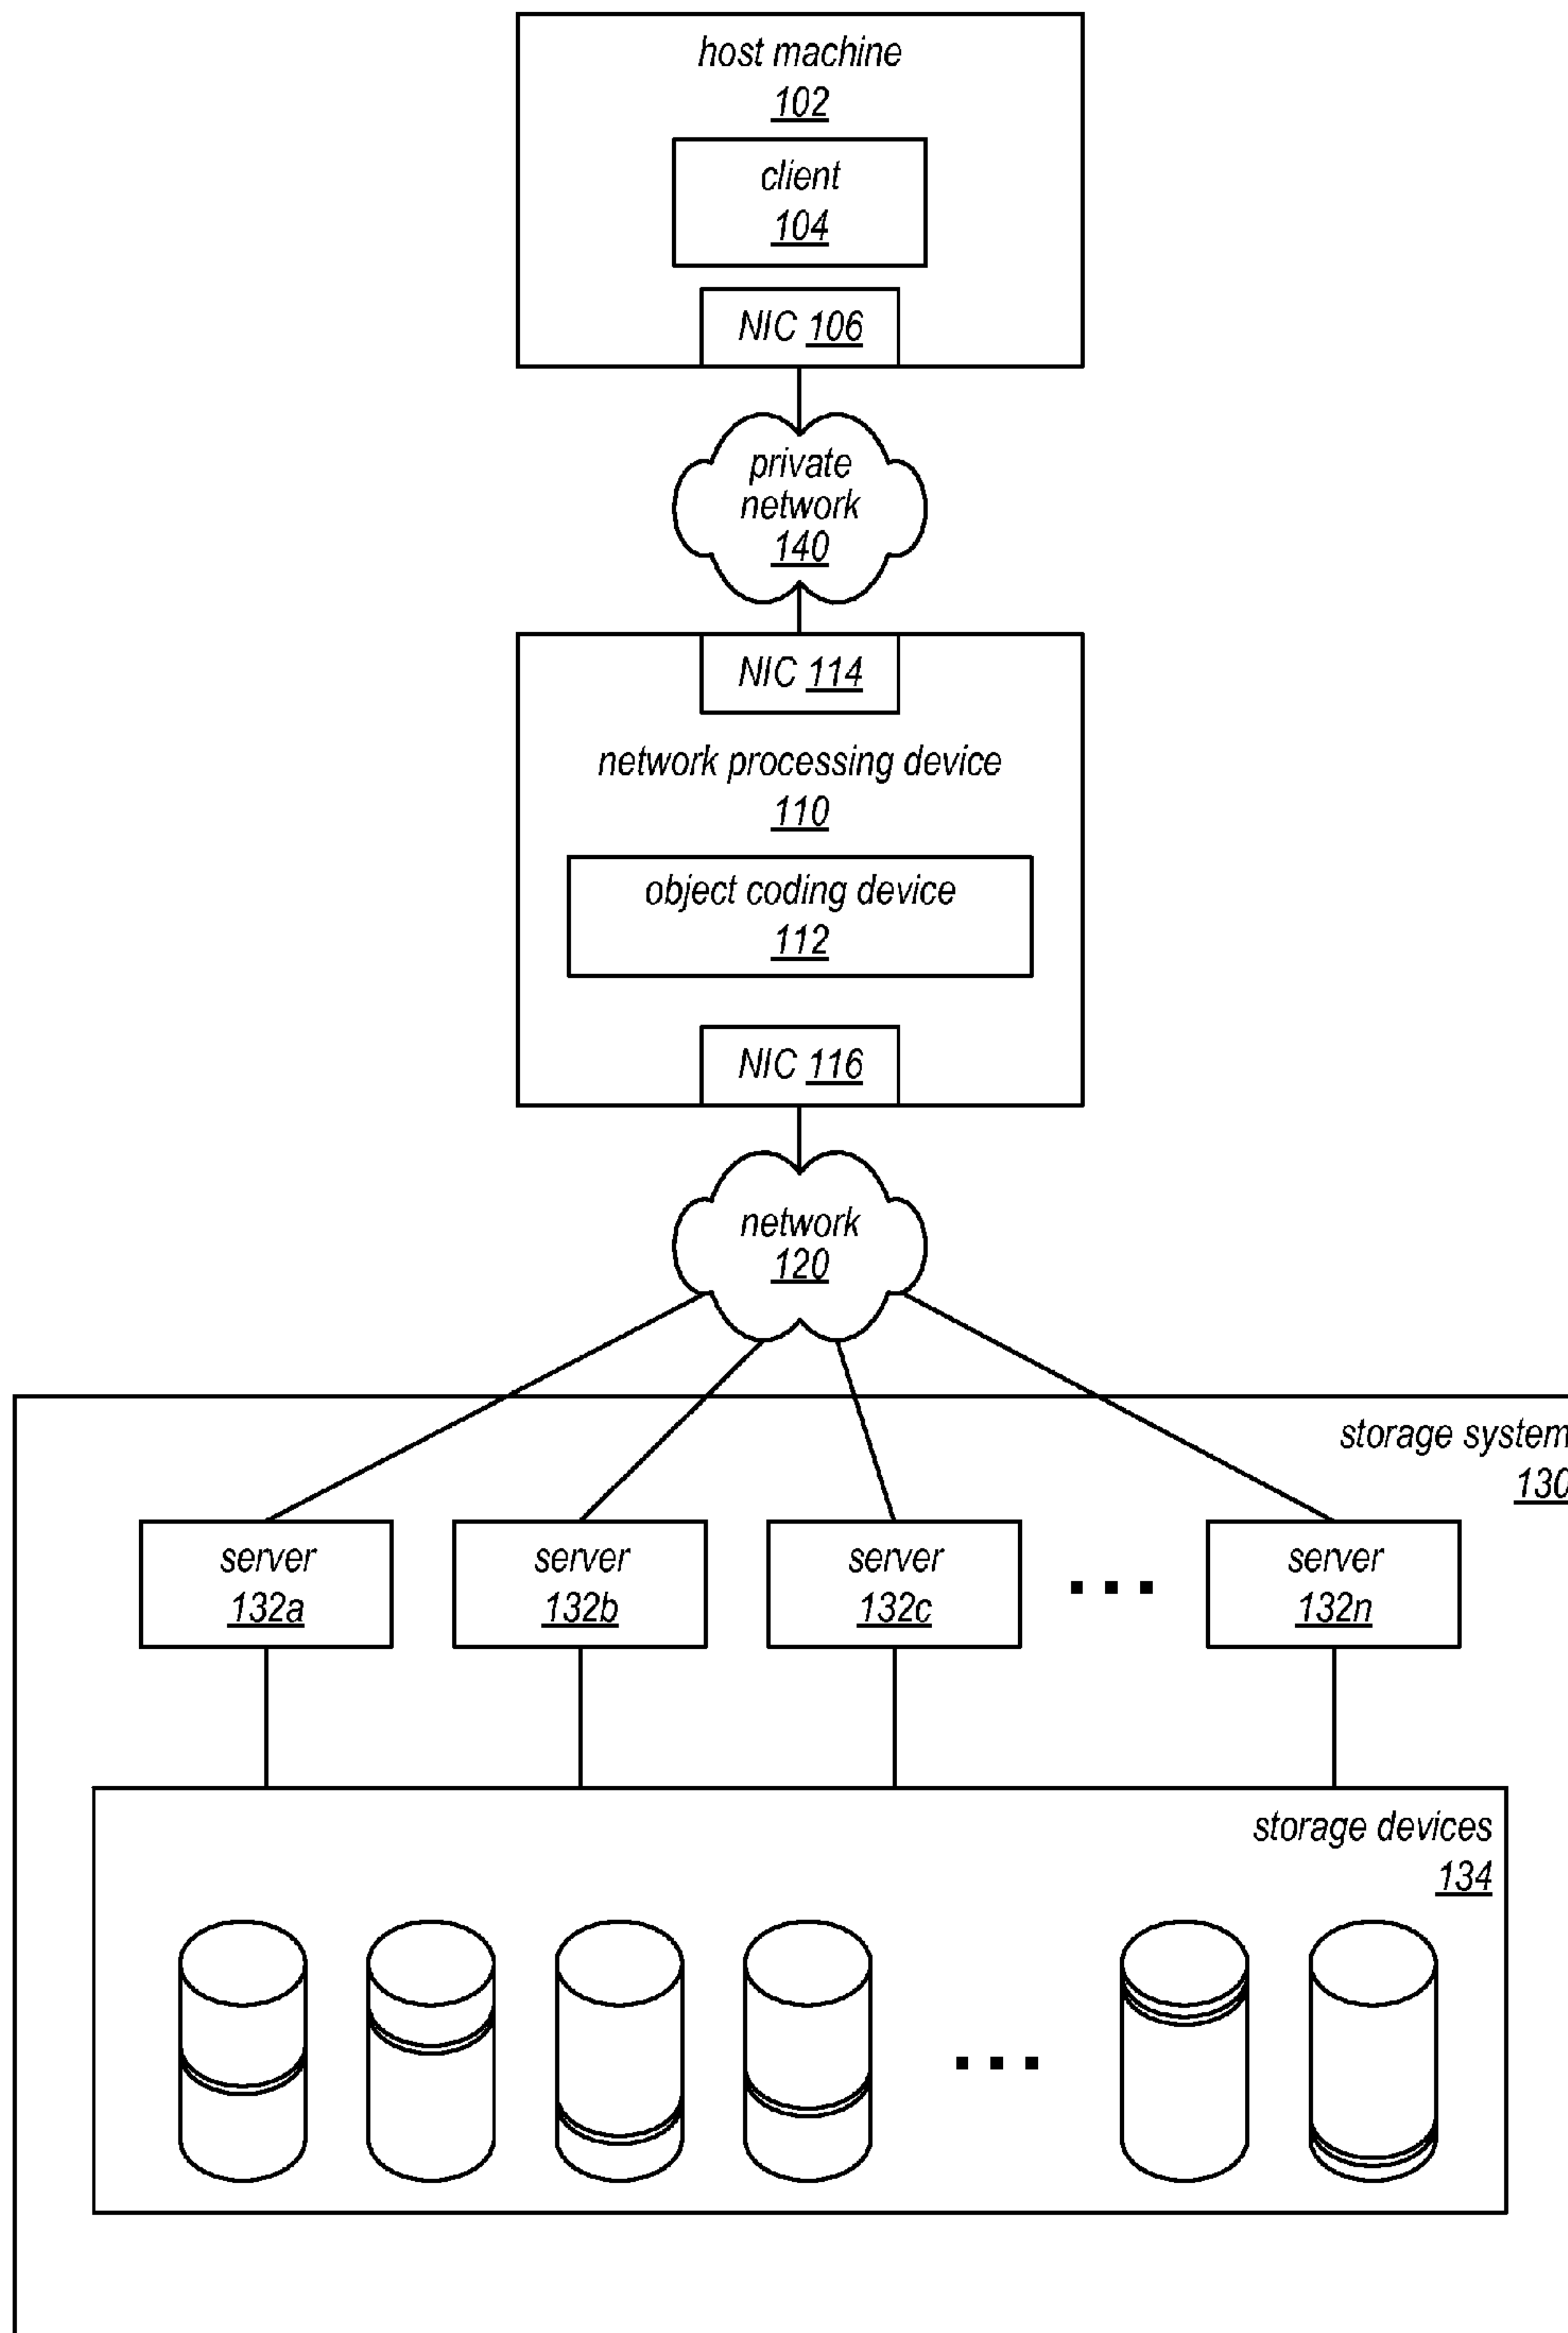 host machine
102
client
104
NIC 106
private
network
140
NIC 114
network processing device
110
object coding device
112
NIC 116
network
120
storage system
130
server
132a
server
132b
server
132c
server
132n
storage devices
134